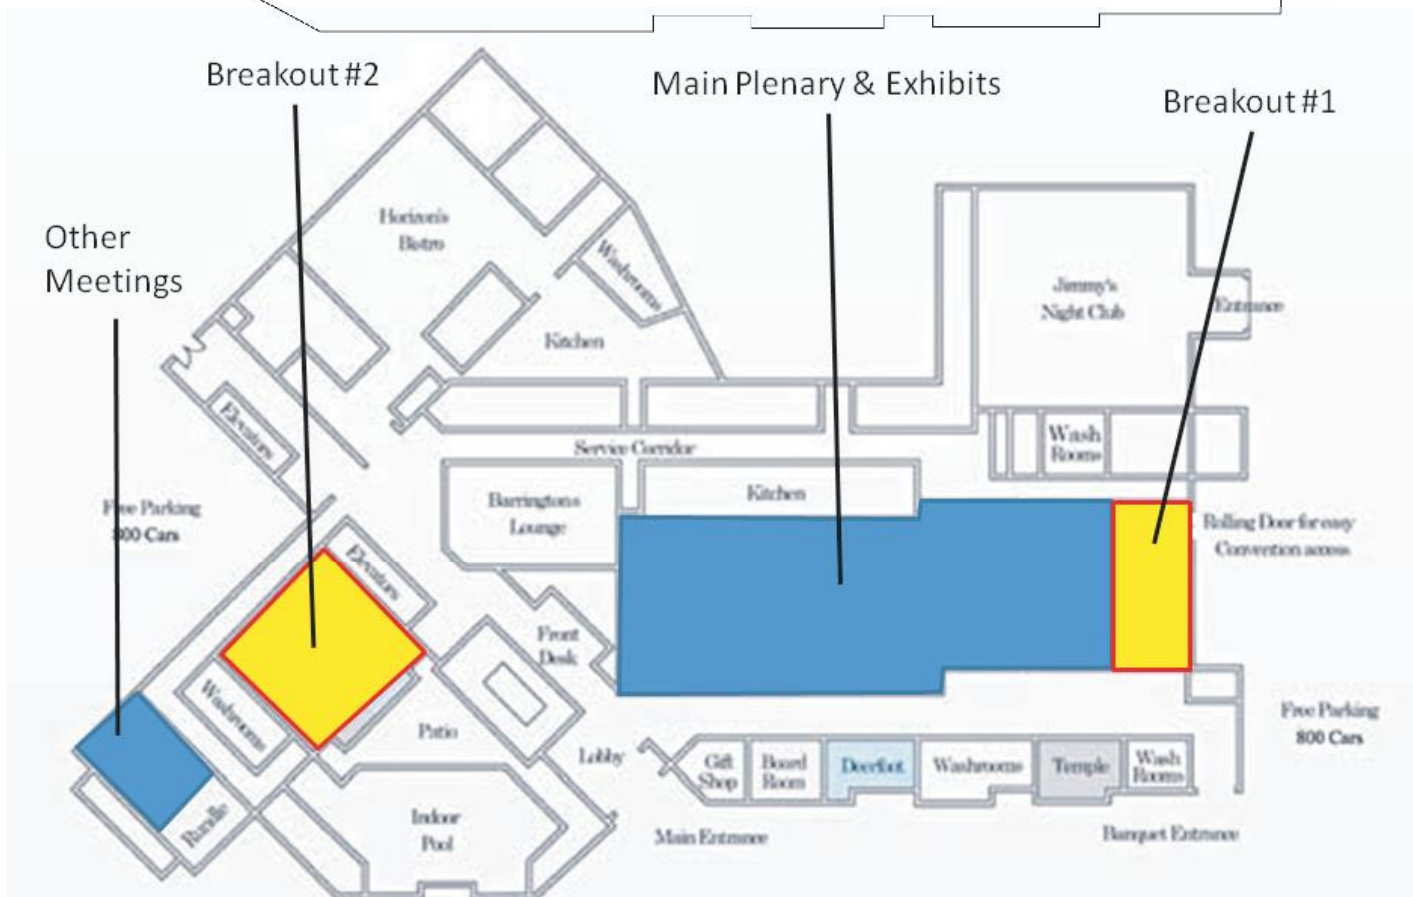 Breakout #2
Main Plenary & Exhibits
Breakout #1
Other
Meetings
Horizon's
Bistro
Washrooms
Kitchen
Jimmy's
Night Club
Entrance
Elevators
Service Corridor
Wash
Rooms
Barringtons
Lounge
Kitchen
Free Parking
800 Cars
Rolling Door for easy
Convention access
Elevators
Front
Desk
Washrooms
Patio
Lobby
Free Parking
800 Cars
Gift
Shop
Board
Room
Deerfoot
Washrooms
Temple
Wash
Rooms
Rundle
Indoor
Pool
Main Entrance
Banquet Entrance